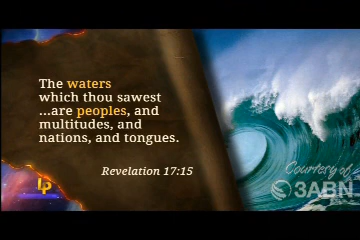 The waters
which thou sawest
...are peoples, and
multitudes, and
nations, and tongues.
Revelation 17:15
LP
Courtesy of
3ABN